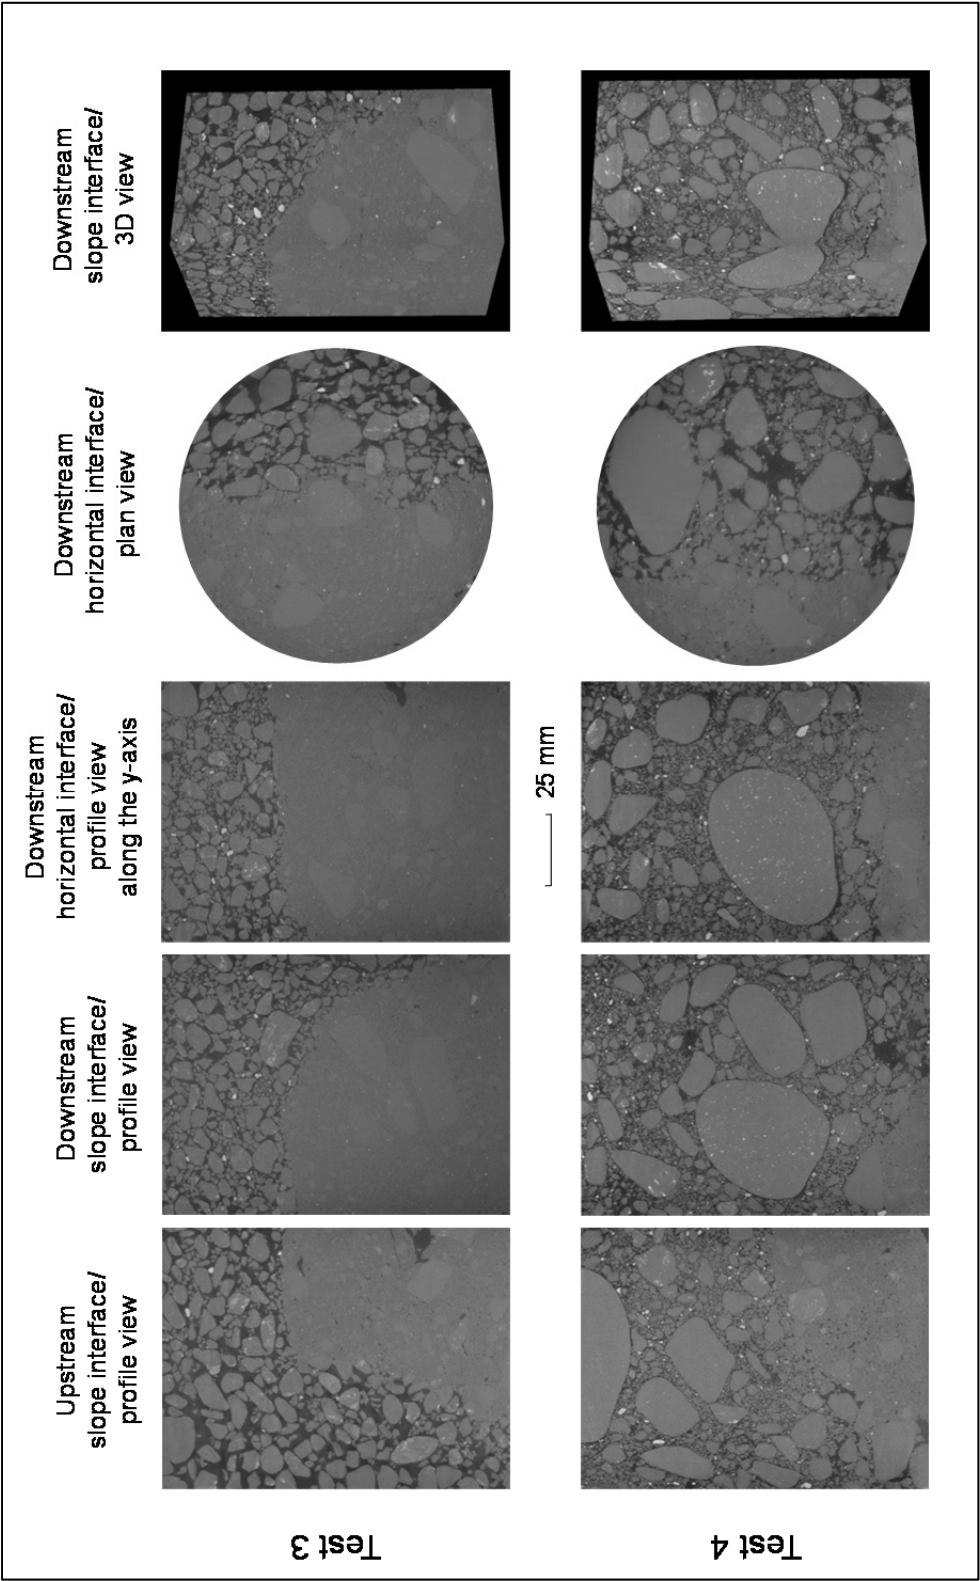 Upstream
slope interface/
profile view
Downstream
slope interface/
profile view
Downstream
horizontal interface/
profile view
along the y-axis
Downstream
horizontal interface/
plan view
Downstream
slope interface/
3D view
Test 3
25 mm
Test 4